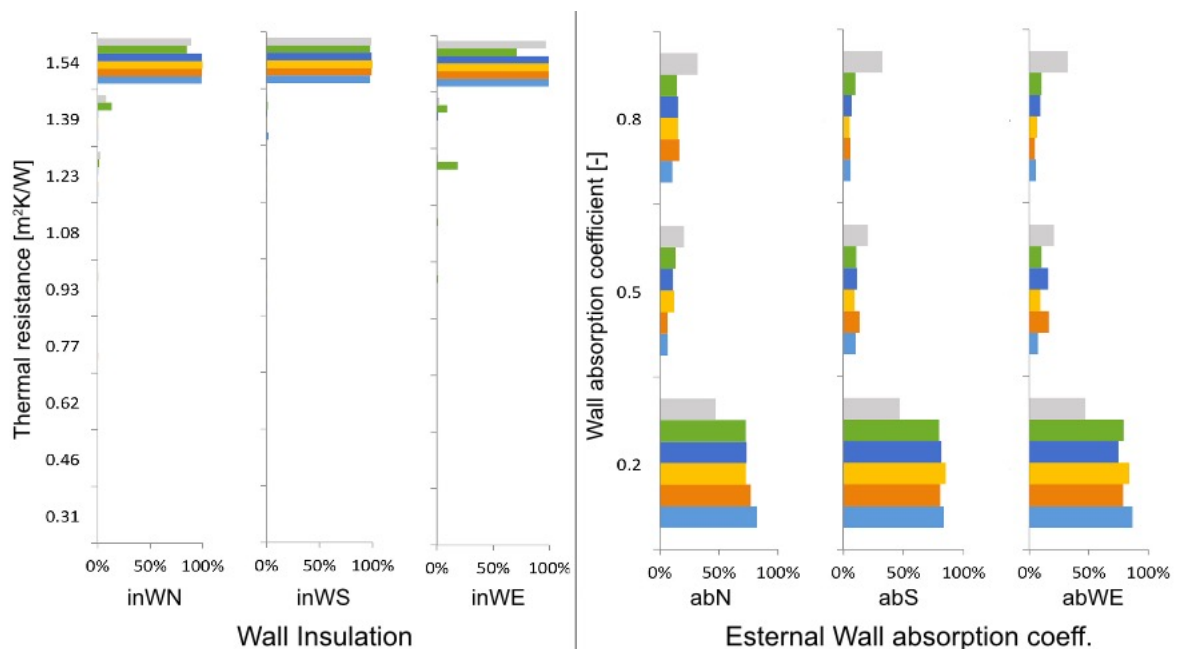 Thermal resistance [m²K/W]
1.54
1.39
1.23
1.08
0.93
0.77
0.62
0.46
0.31
0% 50% 100% 0% 50% 100% 0% 50% 100%
inWN inWS inWE
Wall Insulation
Wall absorption coefficient [-]
0.8
0.5
0.2
0% 50% 100% 0% 50% 100% 0% 50% 100%
abN abS abWE
Esternal Wall absorption coeff.